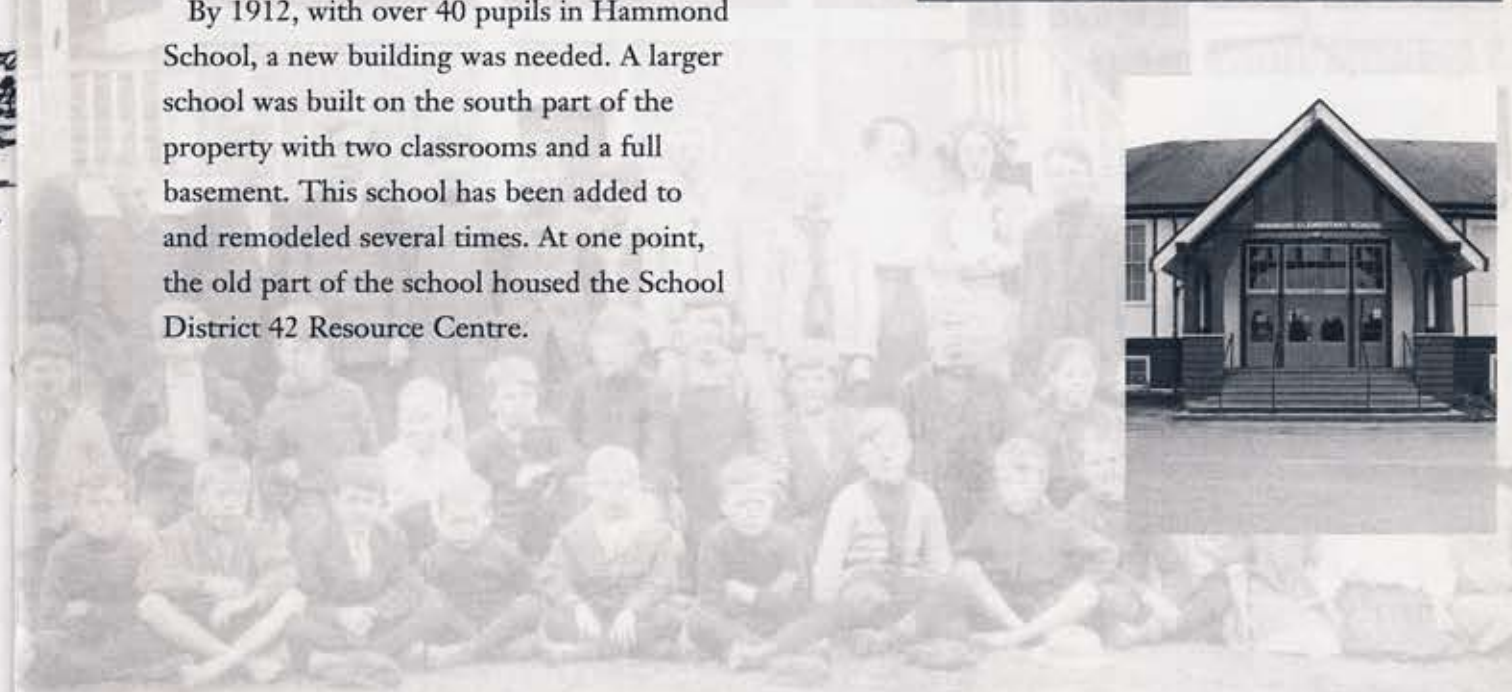 By 1912, with over 40 pupils in Hammond
School, a new building was needed. A larger
school was built on the south part of the
property with two classrooms and a full
basement. This school has been added to
and remodeled several times. At one point,
the old part of the school housed the School
District 42 Resource Centre.
ELEMENTARY SCHOOL